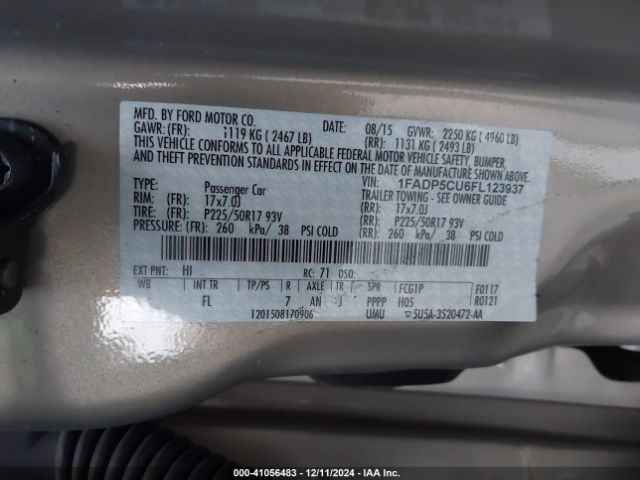 MFD. BY FORD MOTOR CO.
DATE: 08/15 GVWR: 2250 KG ( 4960 LB)
GAWR: (FR): 1119 KG ( 2467 LB) (RR): 1131 KG ( 2493 LB)
THIS VEHICLE CONFORMS TO ALL APPLICABLE FEDERAL MOTOR VEHICLE SAFETY, BUMPER,
AND THEFT PREVENTION STANDARDS IN EFFECT ON THE DATE OF MANUFACTURE SHOWN ABOVE.
VIN: 1FADP5CU6FL123937
TYPE: Passenger Car TRAILER TOWING - SEE OWNER GUIDE
RIM: (FR): 17x7.0J (RR): 17x7.0J
TIRE: (FR): P225/50R17 93V (RR): P225/50R17 93V
PRESSURE: (FR): 260 kPa/ 38 PSI COLD (RR): 260 kPa/ 38 PSI COLD
EXT PNT: HI RC: 71 DSO:
WB INT TR TP/PS R AXLE TR SPR FCG1P F0117
FL 7 AN J PPPP H05 R0121
1201508170906 UMU ▽5U5A-3520472-AA
000-41056483 - 12/11/2024 - IAA Inc.